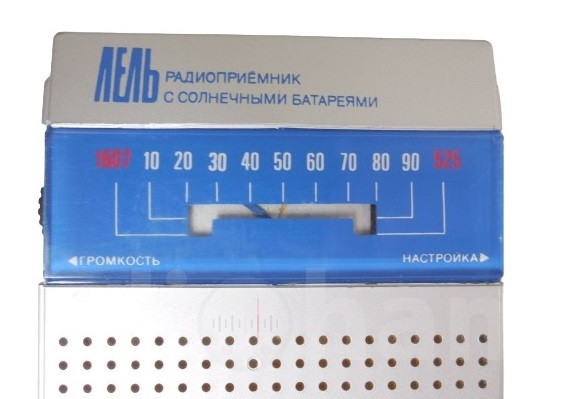 ЛЕЛЬ РАДИОПРИЁМНИК
С СОЛНЕЧНЫМИ БАТАРЕЯМИ
1607 10 20 30 40 50 60 70 80 90 525
◄ГРОМКОСТЬ НАСТРОЙКА►